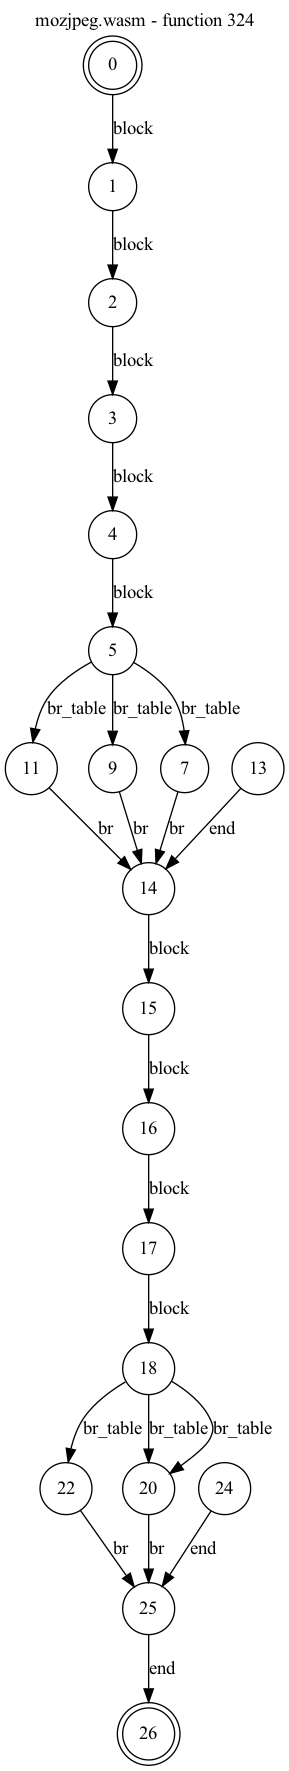 mozjpeg.wasm - function 324
0
block
1
block
2
block
3
block
4
block
5
br_table br_table br_table
11 9 7 13
br br br end
14
block
15
block
16
block
17
block
18
br_table br_table br_table
22 20 24
br br end
25
end
26